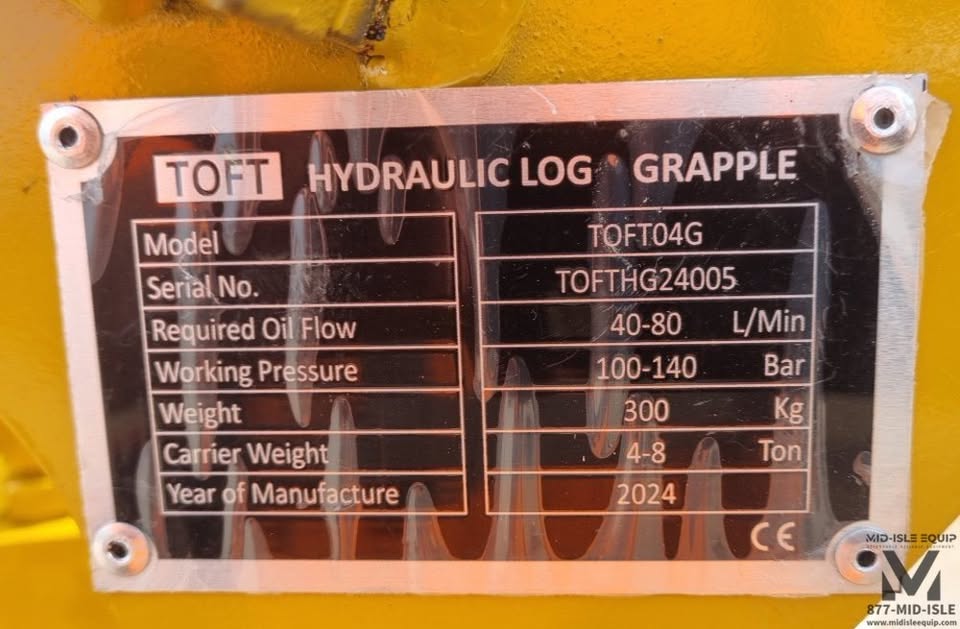 TOFT HYDRAULIC LOG GRAPPLE
Model TOFT04G
Serial No. TOFTHG24005
Required Oil Flow 40-80 L/Min
Working Pressure 100-140 Bar
Weight 300 Kg
Carrier Weight 4-8 Ton
Year of Manufacture 2024
CE
MID-ISLE EQUIP
M
877-MID-ISLE
www.midisleequip.com